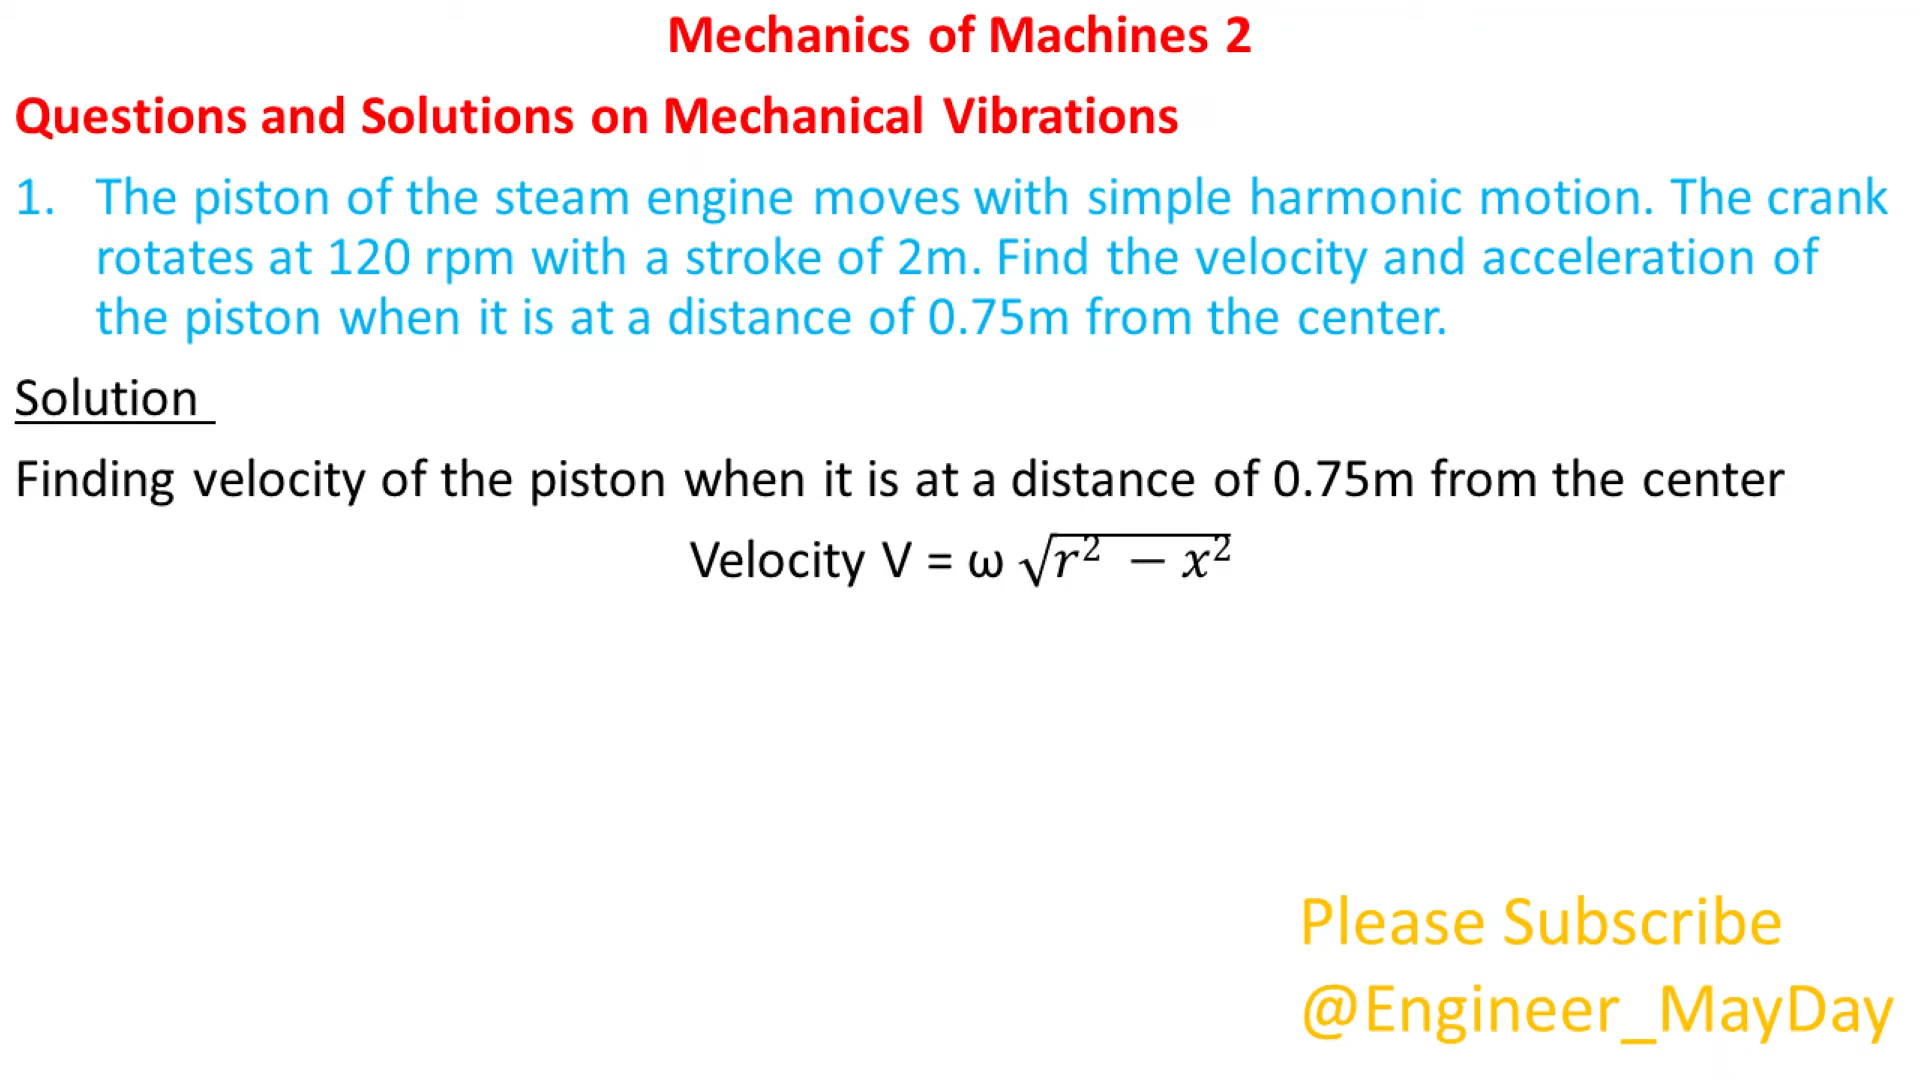 Mechanics of Machines 2
Questions and Solutions on Mechanical Vibrations
1. The piston of the steam engine moves with simple harmonic motion. The crank
rotates at 120 rpm with a stroke of 2m. Find the velocity and acceleration of
the piston when it is at a distance of 0.75m from the center.
Solution
Finding velocity of the piston when it is at a distance of 0.75m from the center
Velocity V = ω √(r² − x²)
Please Subscribe
@Engineer_MayDay